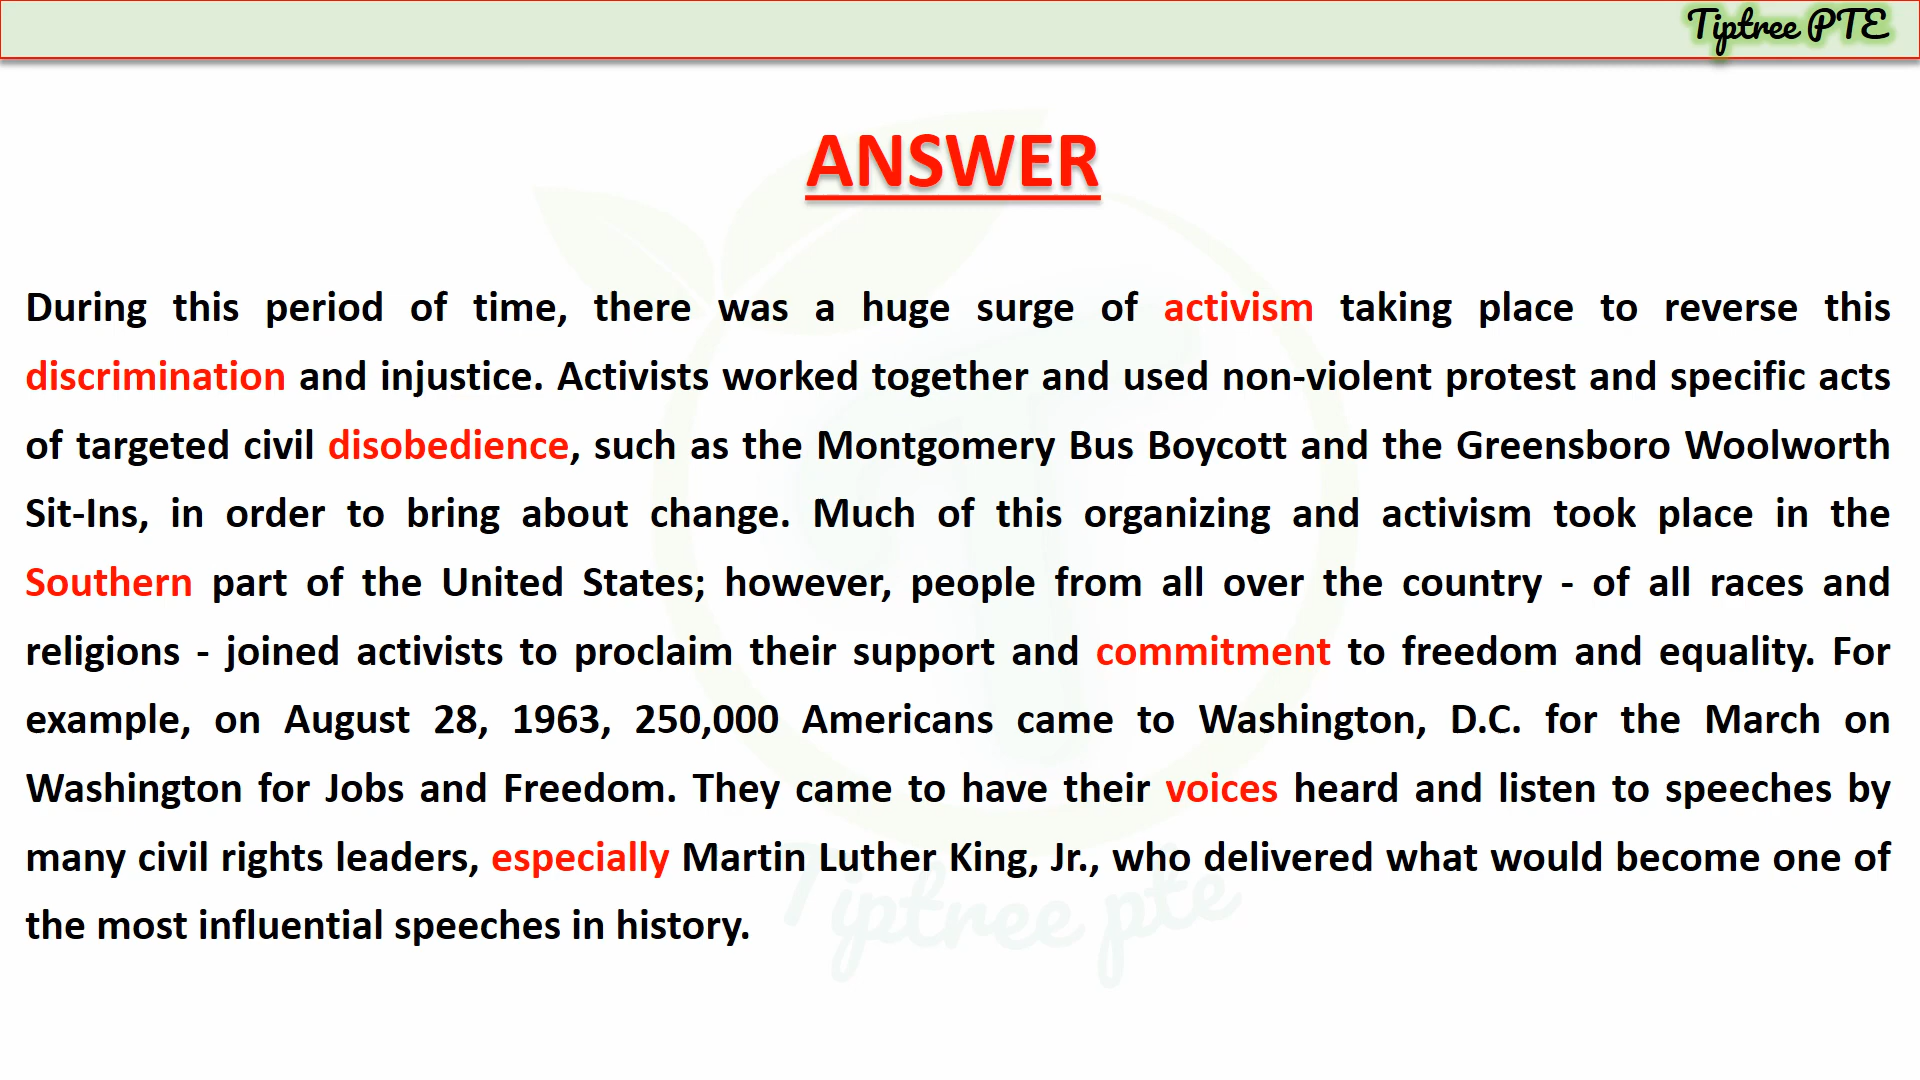 Tiptree PTE
ANSWER
During this period of time, there was a huge surge of activism taking place to reverse this
discrimination and injustice. Activists worked together and used non-violent protest and specific acts
of targeted civil disobedience, such as the Montgomery Bus Boycott and the Greensboro Woolworth
Sit-Ins, in order to bring about change. Much of this organizing and activism took place in the
Southern part of the United States; however, people from all over the country - of all races and
religions - joined activists to proclaim their support and commitment to freedom and equality. For
example, on August 28, 1963, 250,000 Americans came to Washington, D.C. for the March on
Washington for Jobs and Freedom. They came to have their voices heard and listen to speeches by
many civil rights leaders, especially Martin Luther King, Jr., who delivered what would become one of
the most influential speeches in history.
Tiptree pte